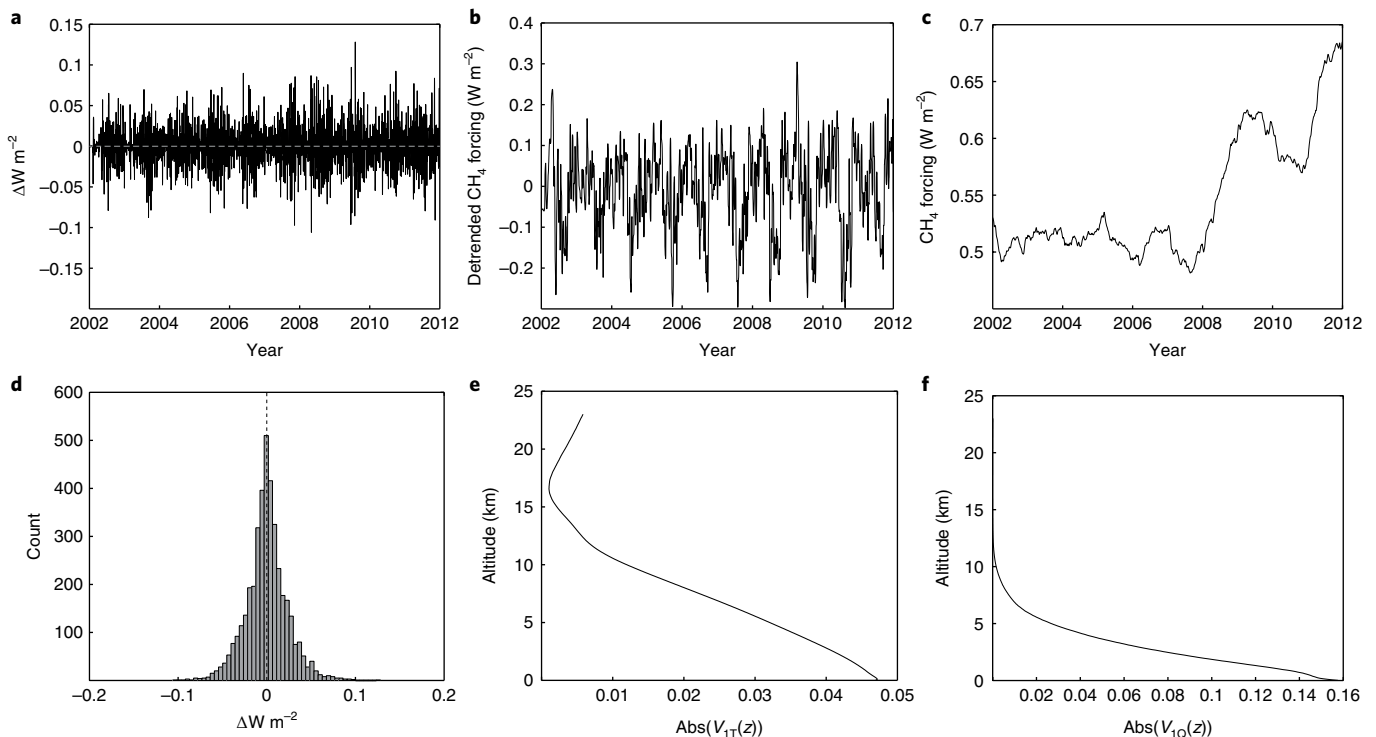 a
0.15
0.1
0.05
0
−0.05
−0.1
−0.15
ΔW m−2
2002 2004 2006 2008 2010 2012
Year
b
0.4
0.3
0.2
0.1
0
−0.1
−0.2
Detrended CH4 forcing (W m−2)
2002 2004 2006 2008 2010 2012
Year
c
0.7
0.65
0.6
0.55
0.5
CH4 forcing (W m−2)
2002 2004 2006 2008 2010 2012
Year
d
600
500
400
300
200
100
Count
−0.2 −0.1 0 0.1 0.2
ΔW m−2
e
25
20
15
10
5
0
Altitude (km)
0.01 0.02 0.03 0.04 0.05
Abs(V1T(z))
f
25
20
15
10
5
0
Altitude (km)
0.02 0.04 0.06 0.08 0.1 0.12 0.14 0.16
Abs(V1Q(z))